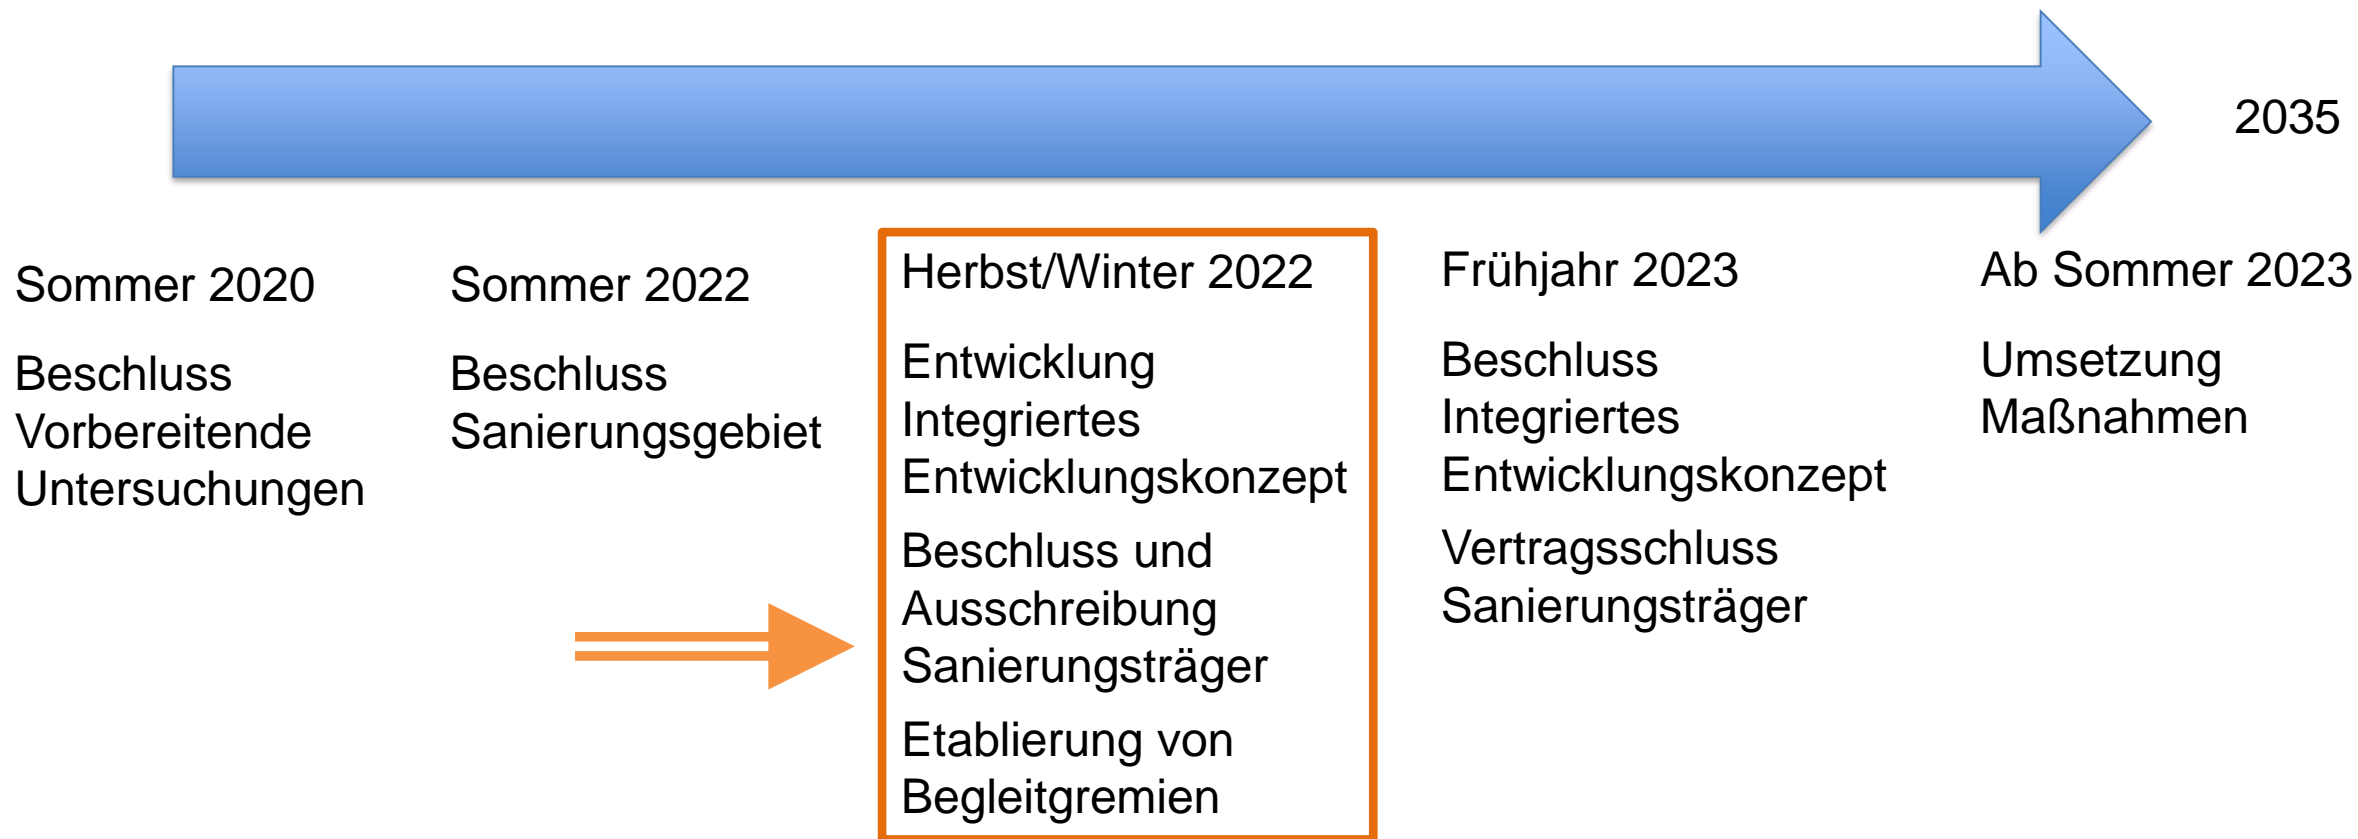 2035
Sommer 2020
Beschluss
Vorbereitende
Untersuchungen
Sommer 2022
Beschluss
Sanierungsgebiet
Herbst/Winter 2022
Entwicklung
Integriertes
Entwicklungskonzept
Beschluss und
Ausschreibung
Sanierungsträger
Etablierung von
Begleitgremien
Frühjahr 2023
Beschluss
Integriertes
Entwicklungskonzept
Vertragsschluss
Sanierungsträger
Ab Sommer 2023
Umsetzung
Maßnahmen